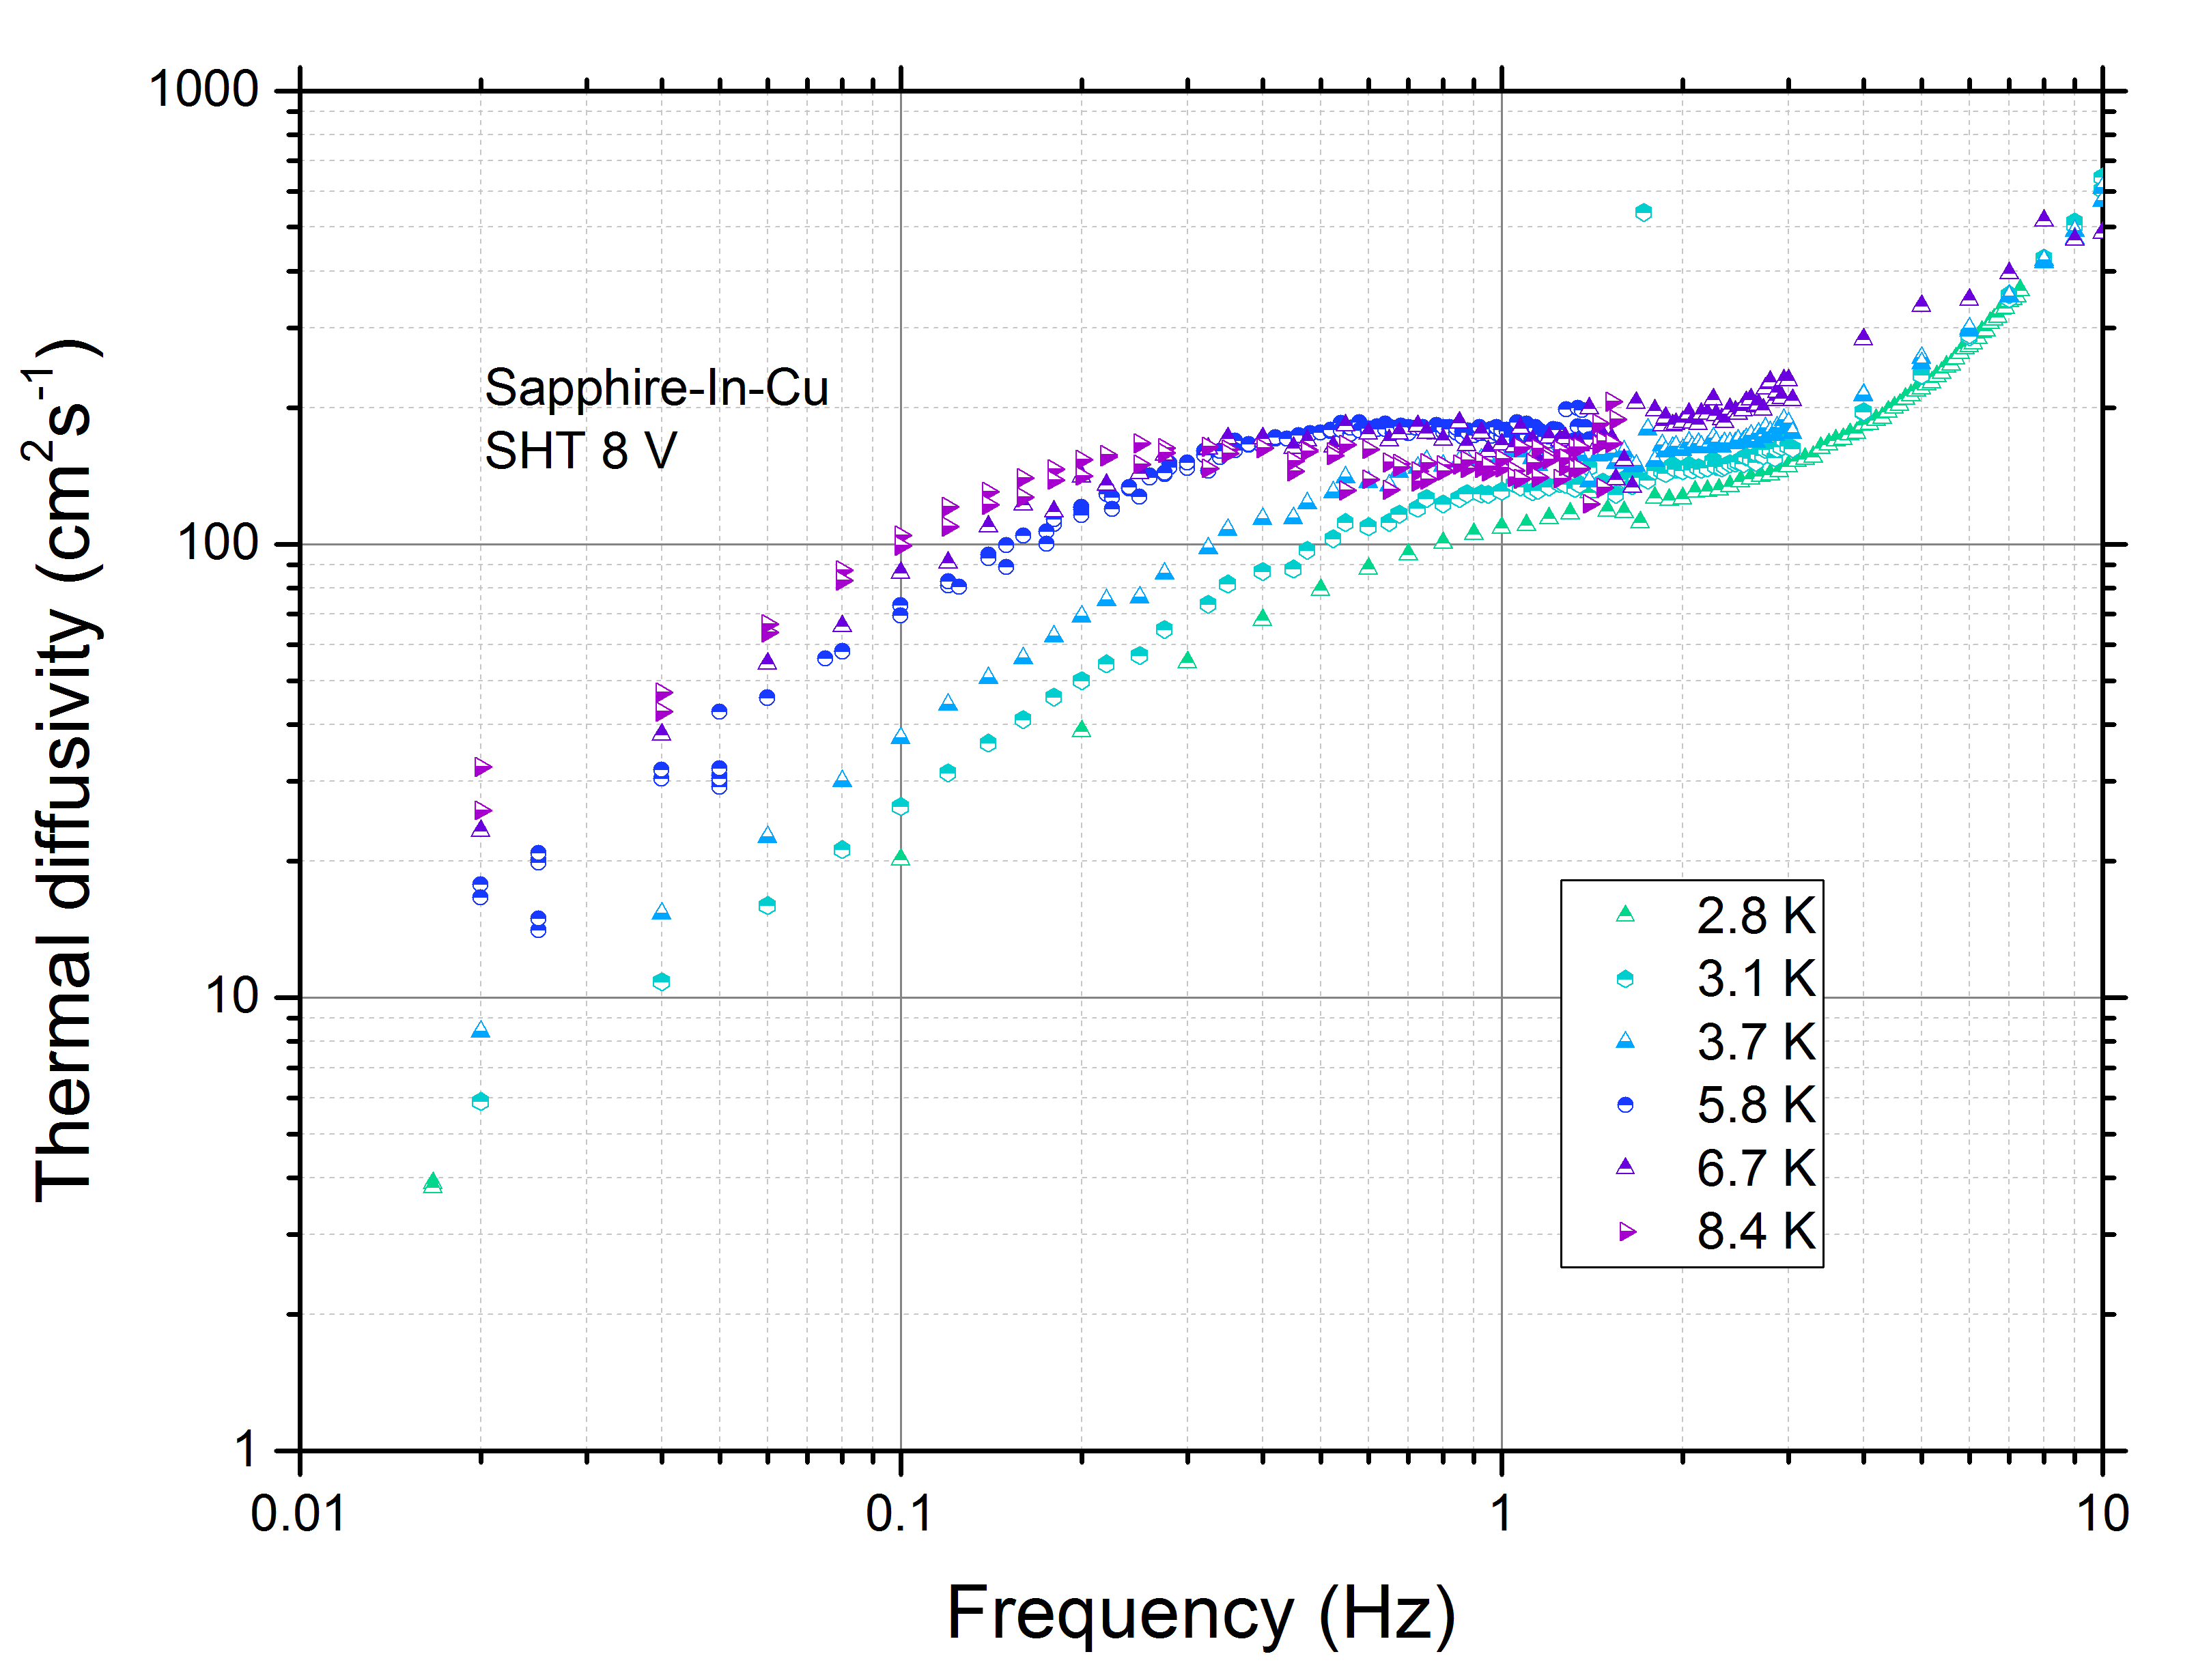 1000
100
10
1
Thermal diffusivity (cm²s⁻¹)
Sapphire-In-Cu
SHT 8 V
2.8 K
3.1 K
3.7 K
5.8 K
6.7 K
8.4 K
0.01
0.1
1
10
Frequency (Hz)